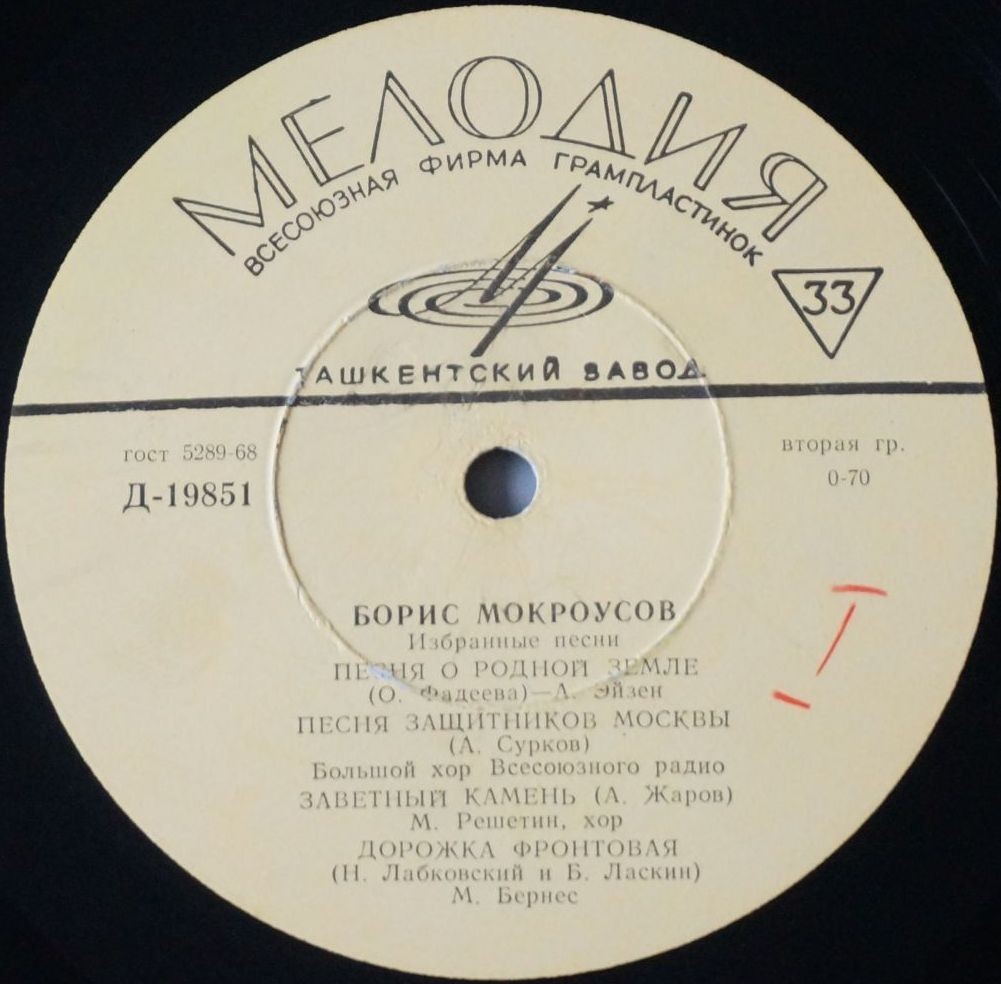 МЕЛОДИЯ
ВСЕСОЮЗНАЯ ФИРМА ГРАМПЛАСТИНОК
33
ТАШКЕНТСКИЙ ЗАВОД
гост 5289-68
Д-19851
вторая гр.
0-70
I
БОРИС МОКРОУСОВ
Избранные песни
ПЕСНЯ О РОДНОЙ ЗЕМЛЕ
(О. Фадеева)—А. Эйзен
ПЕСНЯ ЗАЩИТНИКОВ МОСКВЫ
(А. Сурков)
Большой хор Всесоюзного радио
ЗАВЕТНЫЙ КАМЕНЬ (А. Жаров)
М. Решетин, хор
ДОРОЖКА ФРОНТОВАЯ
(Н. Лабковский и Б. Ласкин)
М. Бернес